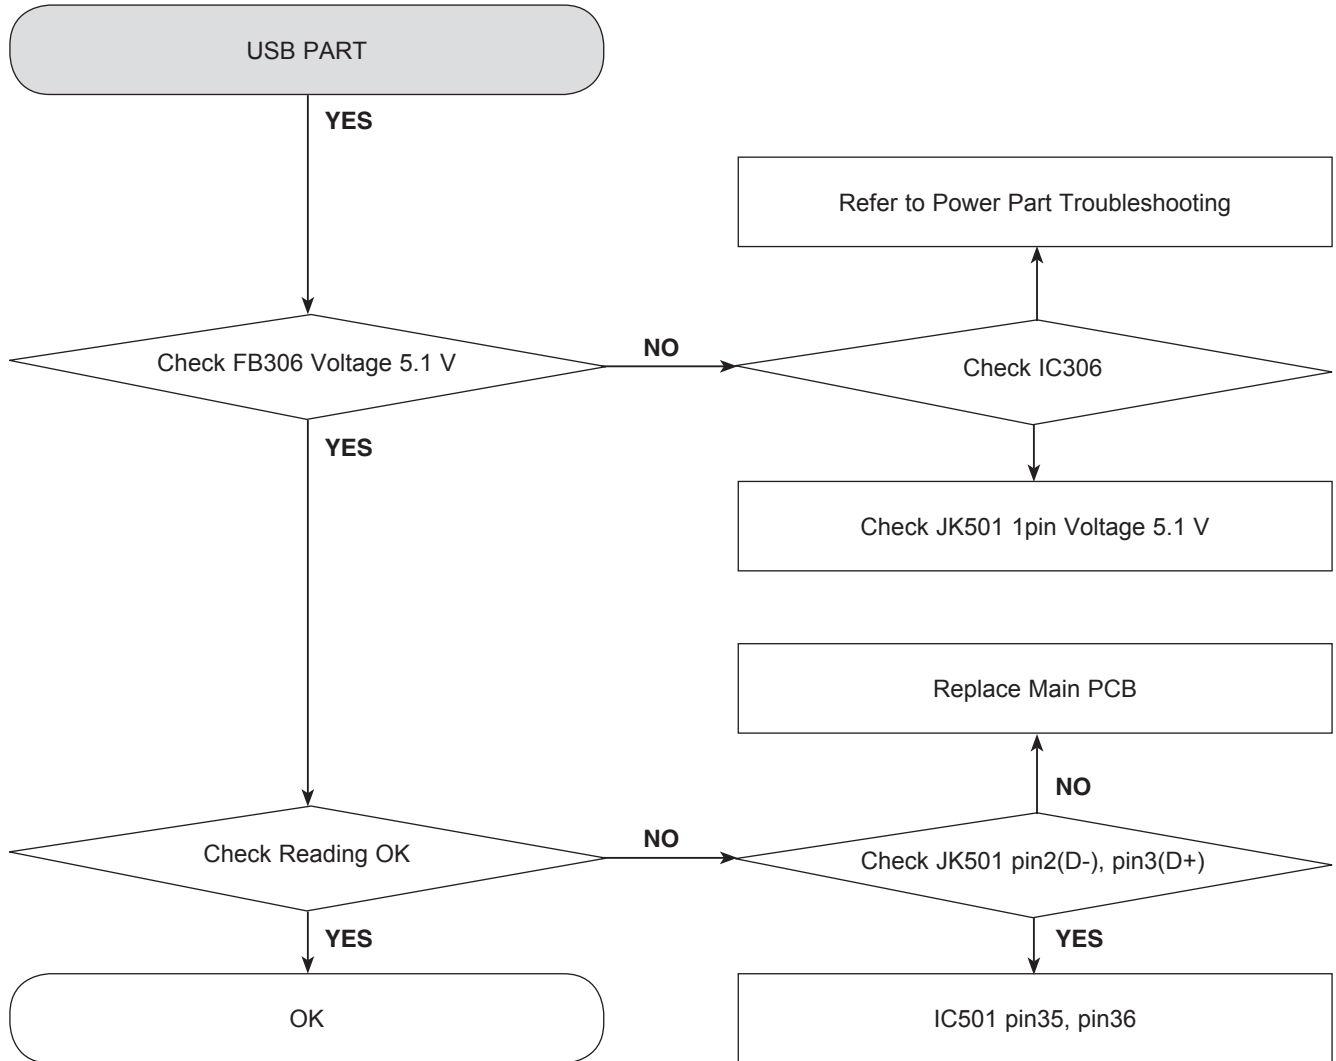 USB PART
YES
Refer to Power Part Troubleshooting
Check FB306 Voltage 5.1 V
NO
Check IC306
YES
Check JK501 1pin Voltage 5.1 V
Replace Main PCB
NO
Check Reading OK
NO
Check JK501 pin2(D-), pin3(D+)
YES
YES
OK
IC501 pin35, pin36